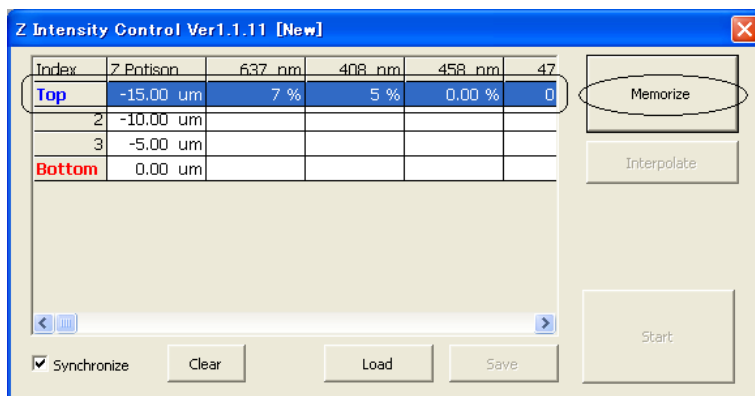 Z Intensity Control Ver1.1.11 [New]
Index Z Potison 637 nm 408 nm 458 nm 47
Top -15.00 um 7 % 5 % 0.00 % 0
2 -10.00 um
3 -5.00 um
Bottom 0.00 um
Memorize
Interpolate
Start
Synchronize Clear Load Save